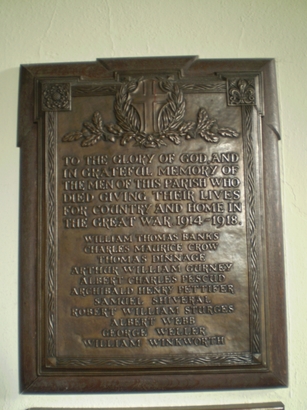 TO THE GLORY OF GOD AND
IN GRATEFUL MEMORY OF
THE MEN OF THIS PARISH WHO
DIED GIVING THEIR LIVES
FOR COUNTRY AND HOME IN
THE GREAT WAR 1914-1918.
WILLIAM THOMAS BANKS
CHARLES MAURICE CROW
THOMAS DINNAGE
ARTHUR WILLIAM GURNEY
ALBERT CHARLES PESCUD
ARCHIBALD HENRY PETTIFER
SAMUEL SHIVERAL
ROBERT WILLIAM STURGES
ALBERT WEBB
GEORGE WELLER
WILLIAM WINKWORTH